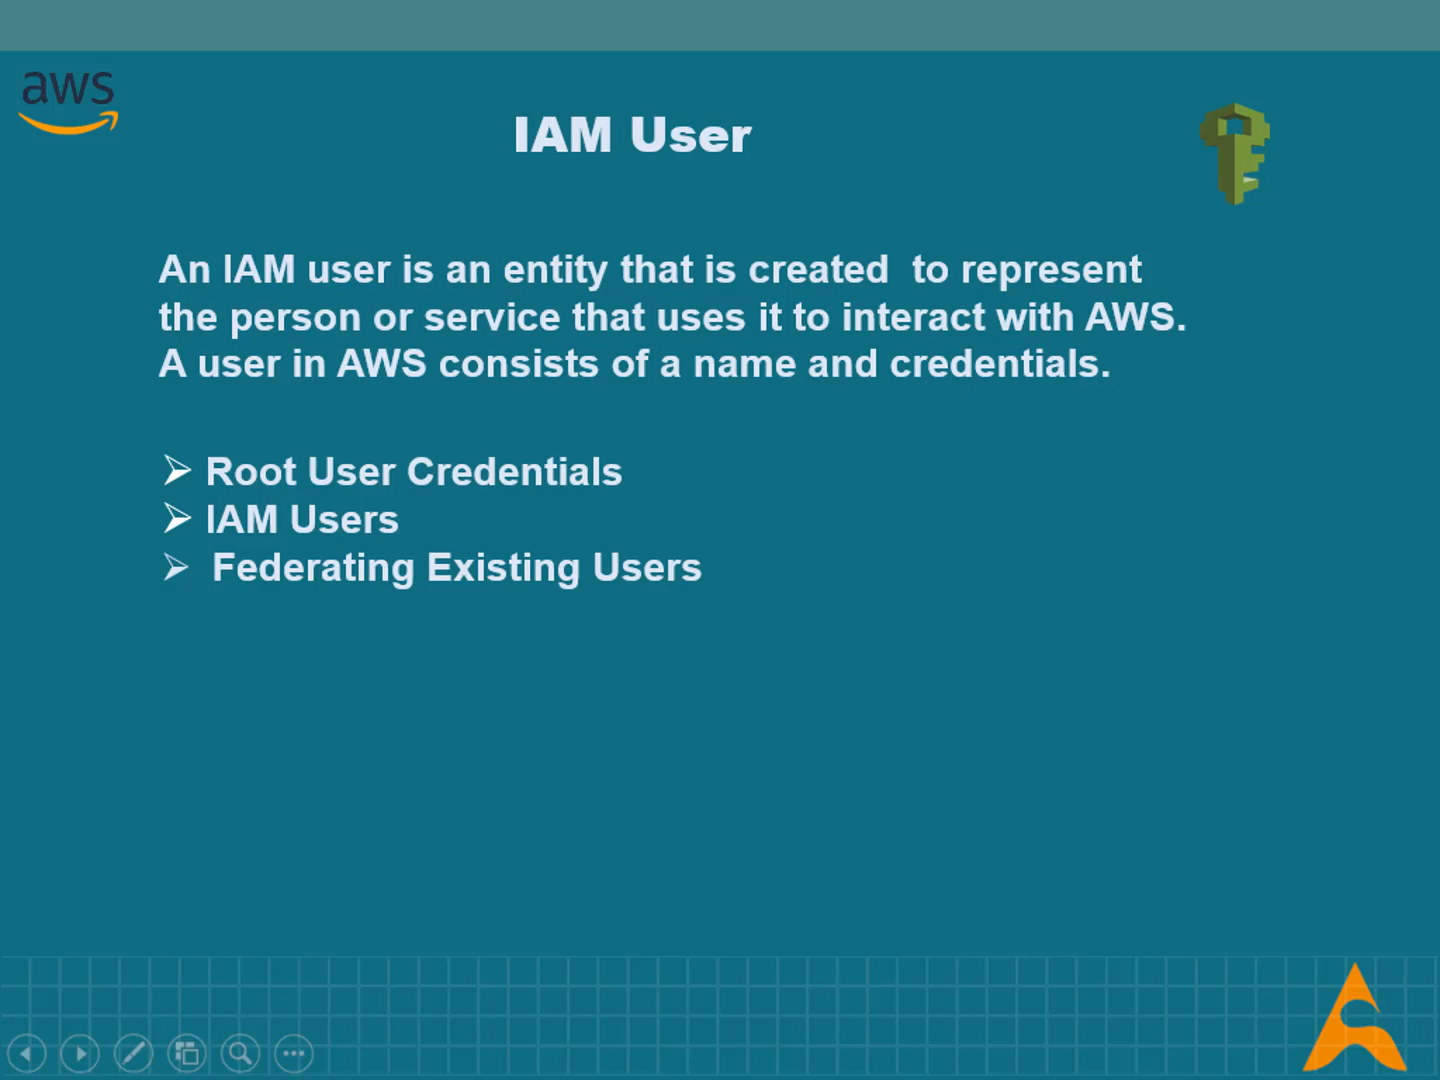 aws
IAM User
An IAM user is an entity that is created  to represent
the person or service that uses it to interact with AWS.
A user in AWS consists of a name and credentials.
➢ Root User Credentials
➢ IAM Users
➢ Federating Existing Users